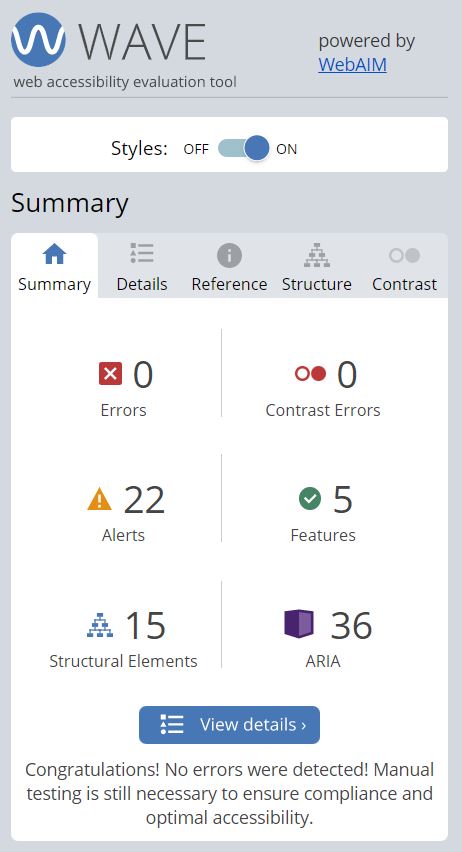 WAVE
web accessibility evaluation tool
powered by
WebAIM
Styles: OFF ON
Summary
Summary Details Reference Structure Contrast
0
Errors
0
Contrast Errors
22
Alerts
5
Features
15
Structural Elements
36
ARIA
View details ›
Congratulations! No errors were detected! Manual
testing is still necessary to ensure compliance and
optimal accessibility.